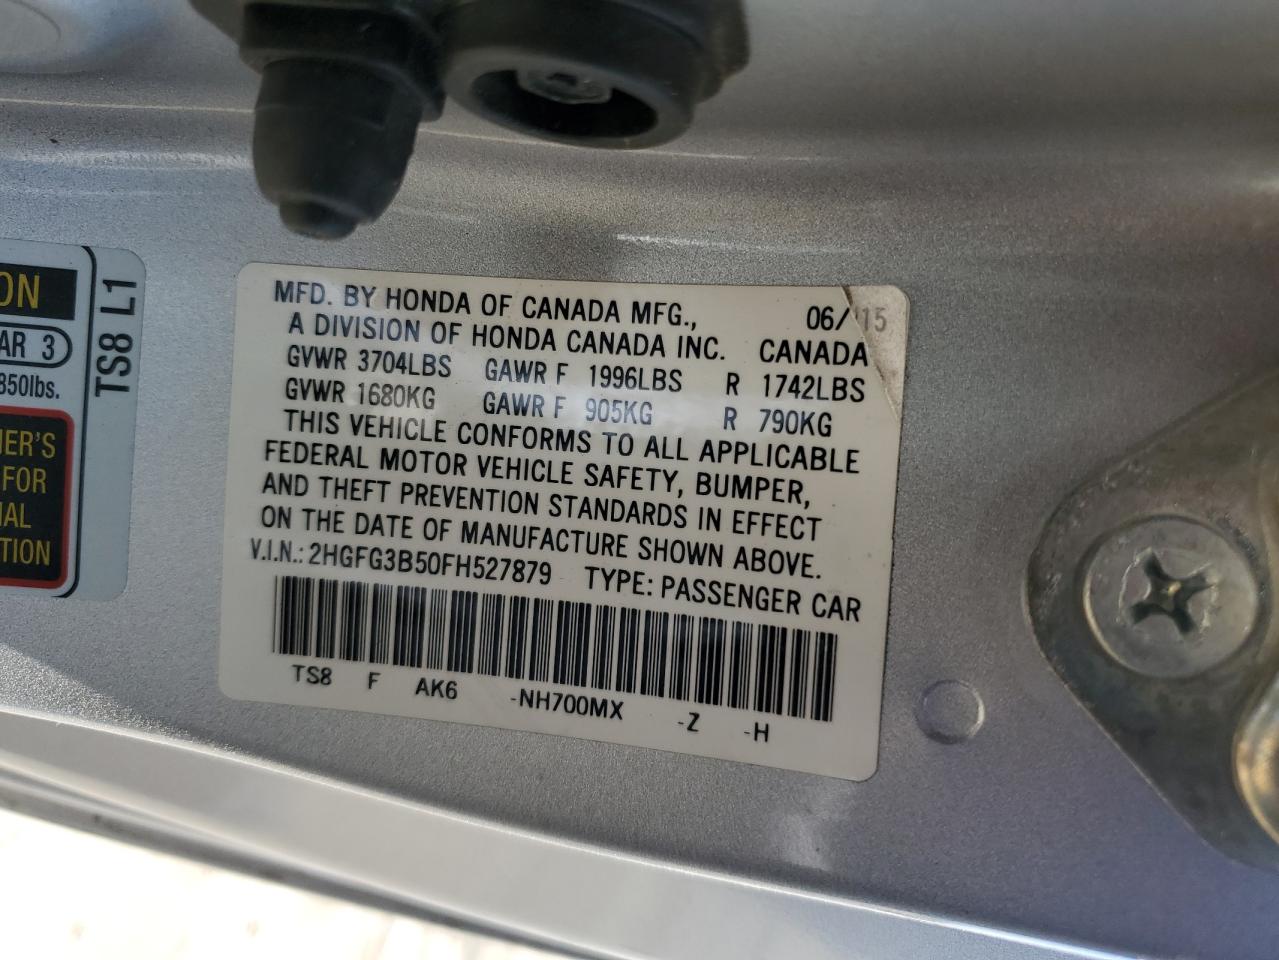 MFD. BY HONDA OF CANADA MFG., 06/15
A DIVISION OF HONDA CANADA INC. CANADA
GVWR 3704LBS GAWR F 1996LBS R 1742LBS
GVWR 1680KG GAWR F 905KG R 790KG
THIS VEHICLE CONFORMS TO ALL APPLICABLE
FEDERAL MOTOR VEHICLE SAFETY, BUMPER,
AND THEFT PREVENTION STANDARDS IN EFFECT
ON THE DATE OF MANUFACTURE SHOWN ABOVE.
V.I.N.: 2HGFG3B50FH527879 TYPE: PASSENGER CAR
TS8 F AK6 -NH700MX -Z -H
ON
AR 3
850lbs.
NER'S
FOR
NAL
TION
TS8 L1